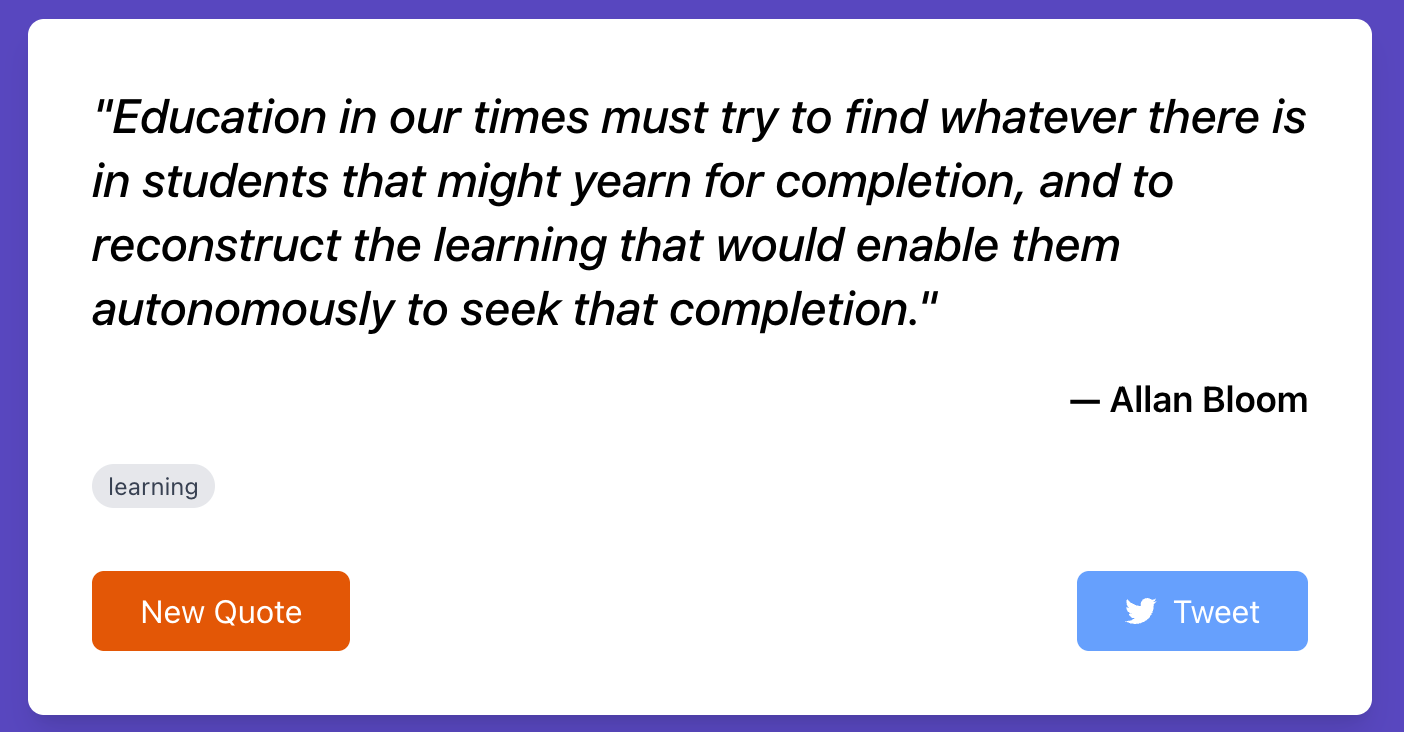 "Education in our times must try to find whatever there is
in students that might yearn for completion, and to
reconstruct the learning that would enable them
autonomously to seek that completion."
— Allan Bloom
learning
New Quote
Tweet